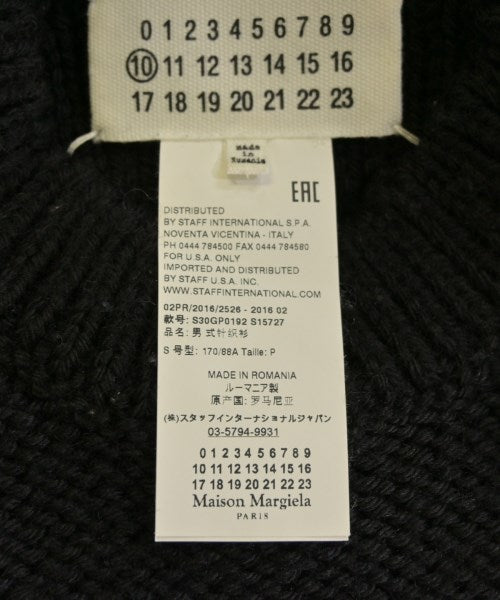 0 1 2 3 4 5 6 7 8 9
10 11 12 13 14 15 16
17 18 19 20 21 22 23
made
in
Romania
EAC
DISTRIBUTED
BY STAFF INTERNATIONAL S.P.A.
NOVENTA VICENTINA - ITALY
PH 0444 784500 FAX 0444 784580
FOR U.S.A. ONLY
IMPORTED AND DISTRIBUTED
BY STAFF U.S.A. INC.
WWW.STAFFINTERNATIONAL.COM
02PR/2016/2526 - 2016 02
款号: S30GP0192 S15727
品名: 男 式针织衫
S 号型: 170/88A Taille: P
MADE IN ROMANIA
ルーマニア製
原产国: 罗马尼亚
(株)スタッフインターナショナルジャパン
03-5794-9931
0 1 2 3 4 5 6 7 8 9
10 11 12 13 14 15 16
17 18 19 20 21 22 23
Maison Margiela
PARIS